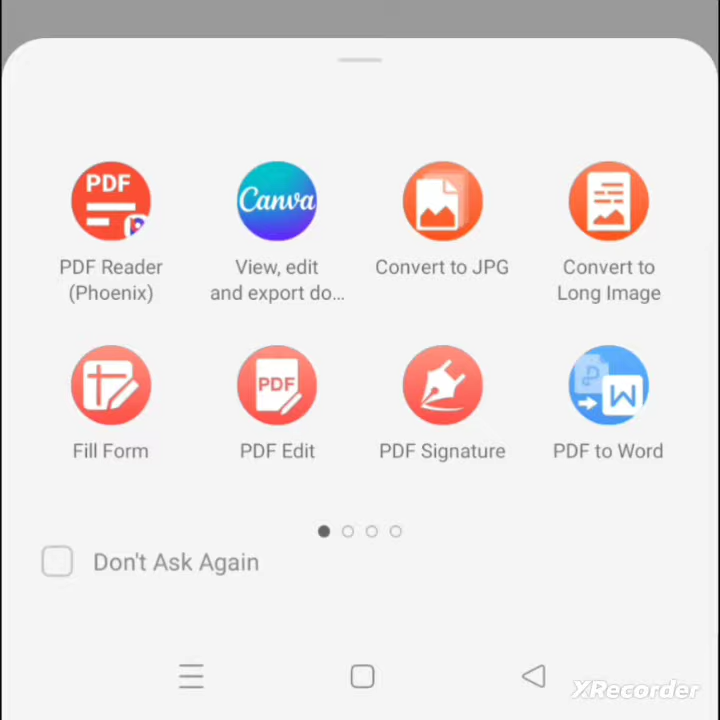 PDF
Canva
PDF Reader
(Phoenix)
View, edit
and export do...
Convert to JPG
Convert to
Long Image
PDF
W
Fill Form
PDF Edit
PDF Signature
PDF to Word
Don't Ask Again
XRecorder